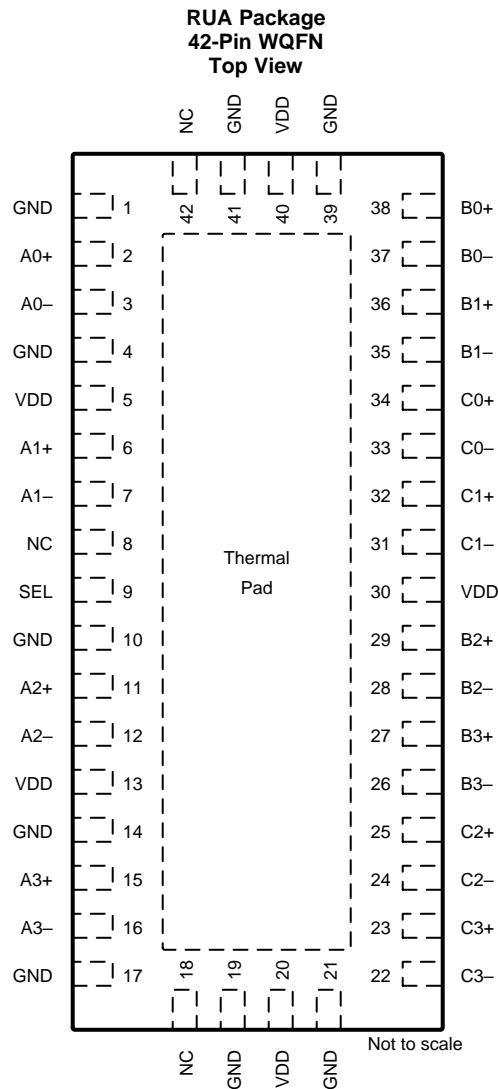 RUA Package
42-Pin WQFN
Top View
NC GND VDD GND
42 41 40 39
GND 1 38 B0+
A0+ 2 37 B0–
A0– 3 36 B1+
GND 4 35 B1–
VDD 5 34 C0+
A1+ 6 33 C0–
A1– 7 32 C1+
NC 8 31 C1–
Thermal
Pad
SEL 9 30 VDD
GND 10 29 B2+
A2+ 11 28 B2–
A2– 12 27 B3+
VDD 13 26 B3–
GND 14 25 C2+
A3+ 15 24 C2–
A3– 16 23 C3+
GND 17 22 C3–
18 19 20 21
NC GND VDD GND
Not to scale